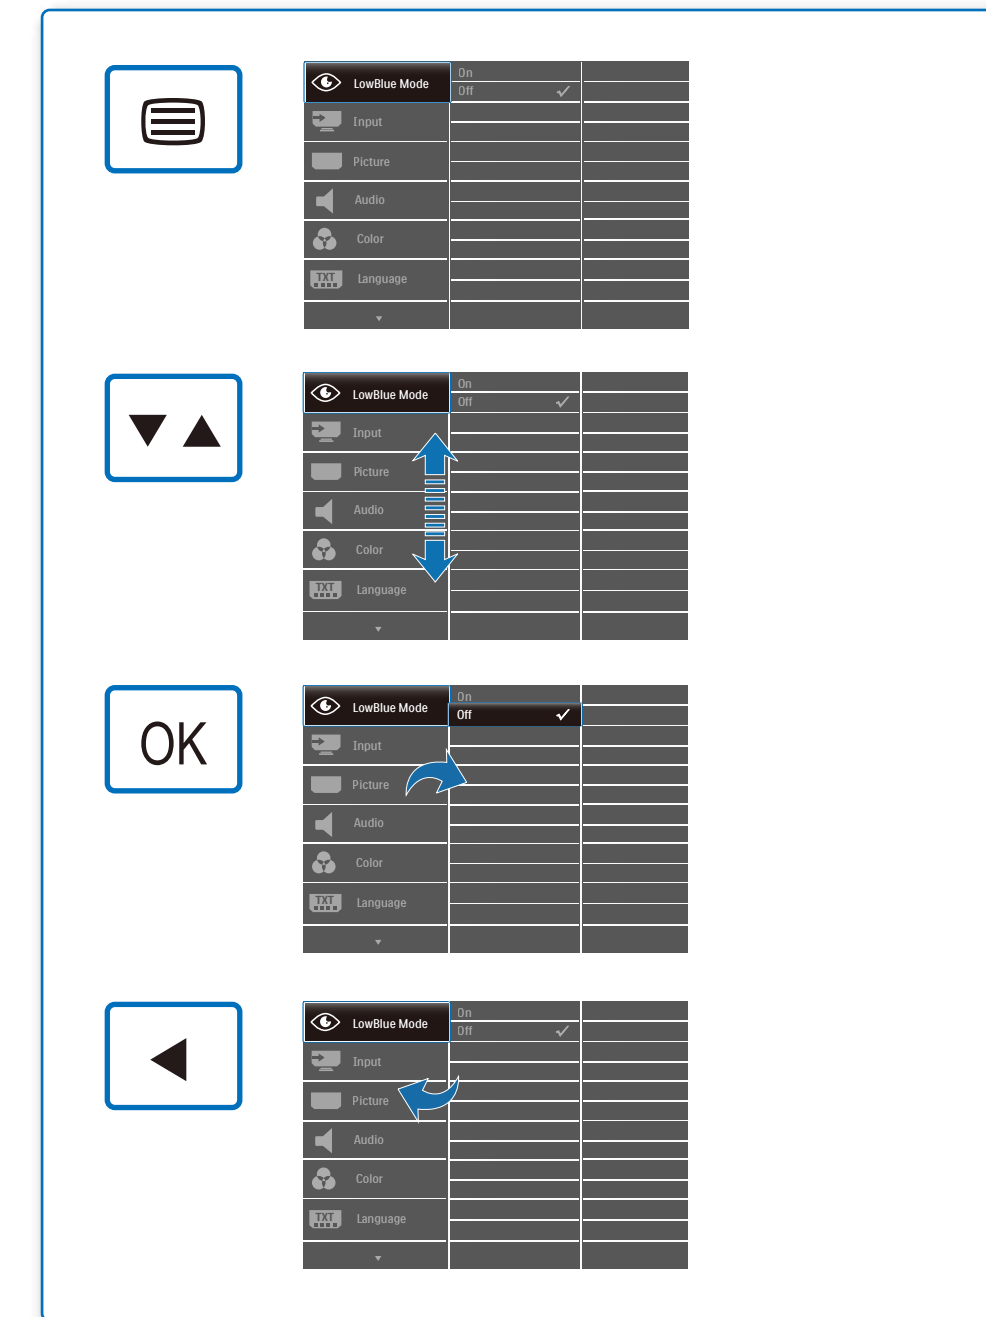 On
LowBlue Mode
Off
Input
Picture
Audio
Color
TXT
Language
On
LowBlue Mode
Off
Input
Picture
Audio
Color
TXT
Language
OK
On
LowBlue Mode
Off
Input
Picture
Audio
Color
TXT
Language
On
LowBlue Mode
Off
Input
Picture
Audio
Color
TXT
Language